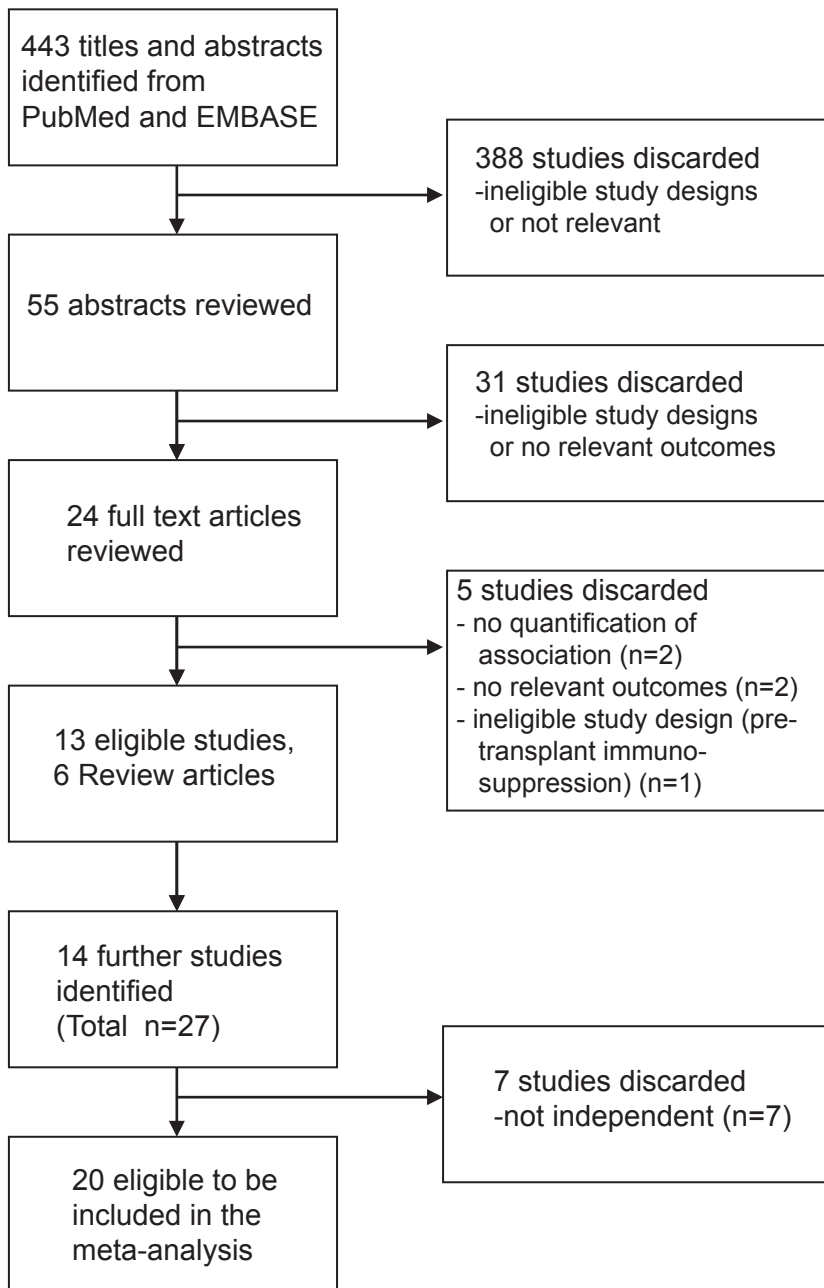 443 titles and abstracts
identified from
PubMed and EMBASE
388 studies discarded
-ineligible study designs
or not relevant
55 abstracts reviewed
31 studies discarded
-ineligible study designs
or no relevant outcomes
24 full text articles
reviewed
5 studies discarded
- no quantification of
association (n=2)
- no relevant outcomes (n=2)
- ineligible study design (pre-
transplant immuno-
suppression) (n=1)
13 eligible studies,
6 Review articles
14 further studies
identified
(Total n=27)
7 studies discarded
-not independent (n=7)
20 eligible to be
included in the
meta-analysis